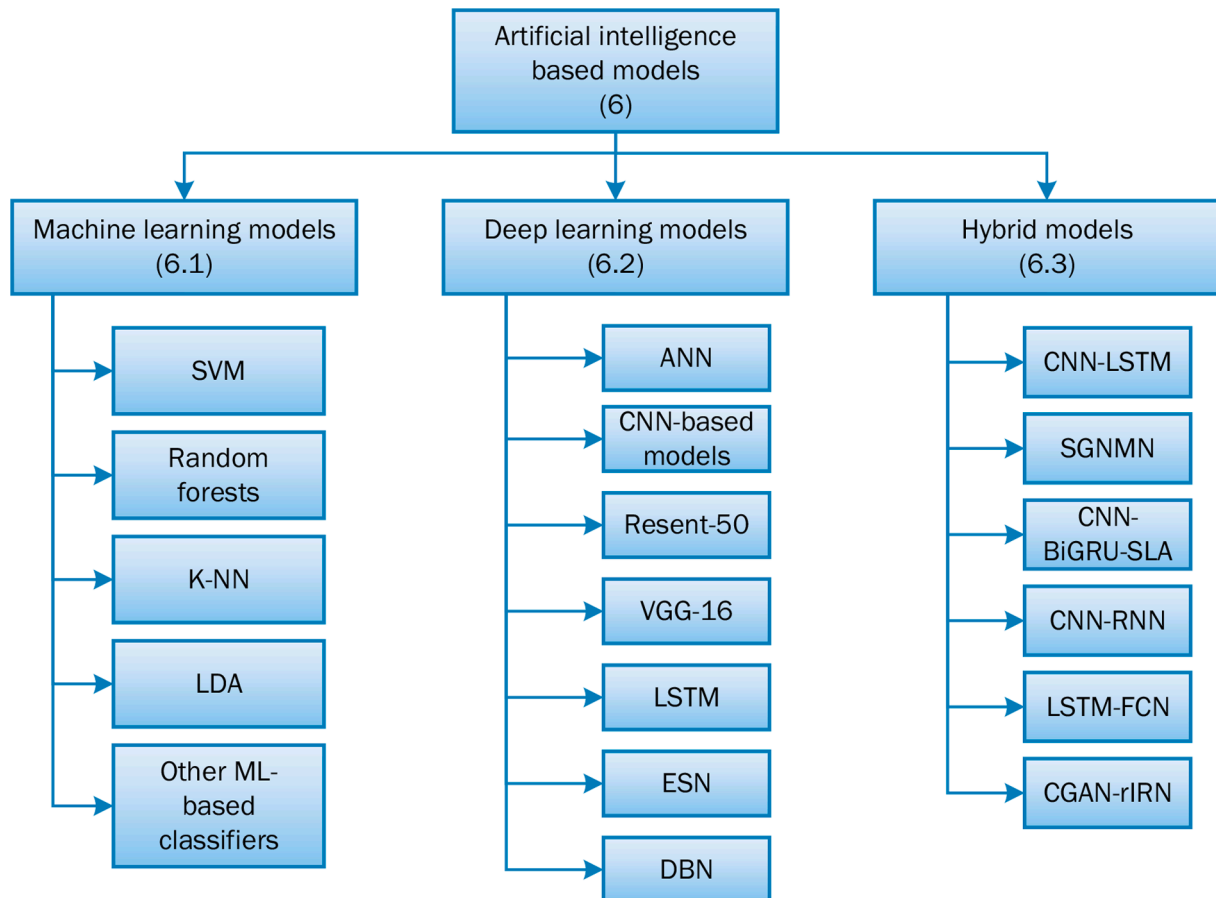 Artificial intelligence
based models
(6)
Machine learning models
(6.1)
SVM
Random
forests
K-NN
LDA
Other ML-
based
classifiers
Deep learning models
(6.2)
ANN
CNN-based
models
Resent-50
VGG-16
LSTM
ESN
DBN
Hybrid models
(6.3)
CNN-LSTM
SGNMN
CNN-
BiGRU-SLA
CNN-RNN
LSTM-FCN
CGAN-rIRN